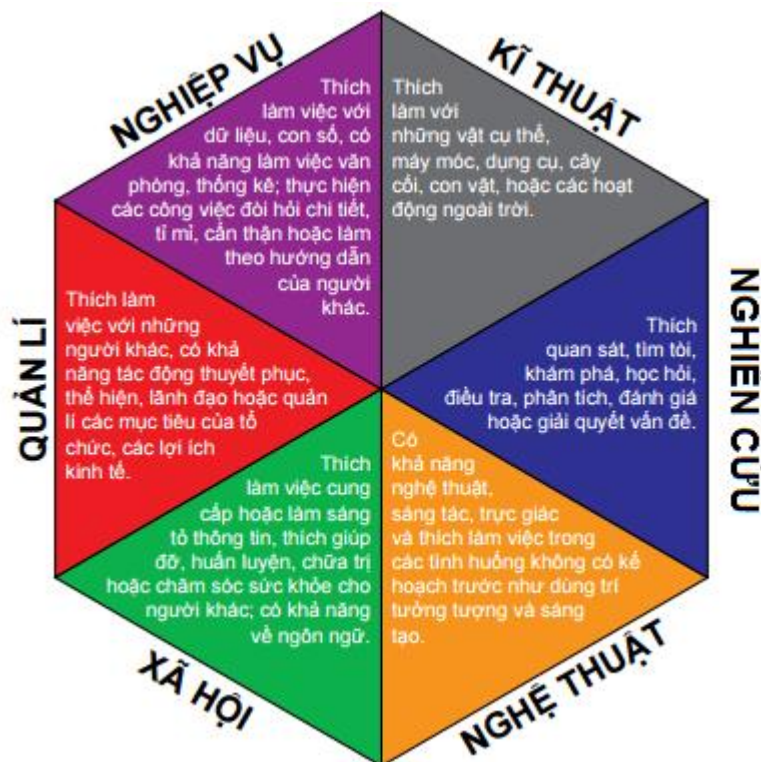 NGHIỆP VỤ
Thích
làm việc với
dữ liệu, con số, có
khả năng làm việc văn
phòng, thống kê; thực hiện
các công việc đòi hỏi chi tiết,
tỉ mỉ, cẩn thận hoặc làm
theo hướng dẫn
của người
khác.
KĨ THUẬT
Thích
làm với
những vật cụ thể,
máy móc, dụng cụ, cây
cối, con vật, hoặc các hoạt
động ngoài trời.
NGHIÊN CỨU
Thích
quan sát, tìm tòi,
khám phá, học hỏi,
điều tra, phân tích, đánh giá
hoặc giải quyết vấn đề.
NGHỆ THUẬT
Có
khả năng
nghệ thuật,
sáng tác, trực giác
và thích làm việc trong
các tình huống không có kế
hoạch trước như dùng trí
tưởng tượng và sáng
tạo.
XÃ HỘI
Thích
làm việc cung
cấp hoặc làm sáng
tỏ thông tin, thích giúp
đỡ, huấn luyện, chữa trị
hoặc chăm sóc sức khỏe cho
người khác; có khả năng
về ngôn ngữ.
QUẢN LÍ
Thích làm
việc với những
người khác, có khả
năng tác động thuyết phục,
thể hiện, lãnh đạo hoặc quản
lí các mục tiêu của tổ
chức, các lợi ích
kinh tế.